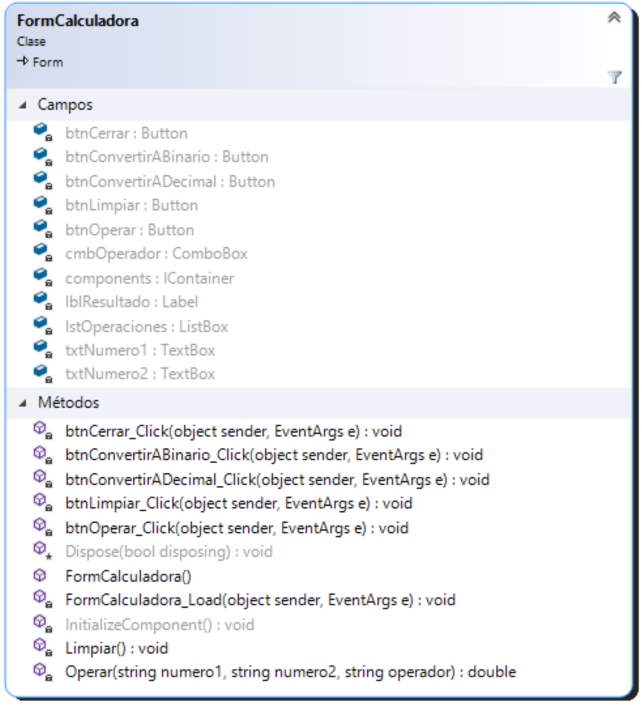 FormCalculadora
Clase
Form
Campos
btnCerrar : Button
btnConvertirABinario : Button
btnConvertirADecimal : Button
btnLimpiar : Button
btnOperar : Button
cmbOperador : ComboBox
components : IContainer
lblResultado : Label
lstOperaciones : ListBox
txtNumero1 : TextBox
txtNumero2 : TextBox
Métodos
btnCerrar_Click(object sender, EventArgs e) : void
btnConvertirABinario_Click(object sender, EventArgs e) : void
btnConvertirADecimal_Click(object sender, EventArgs e) : void
btnLimpiar_Click(object sender, EventArgs e) : void
btnOperar_Click(object sender, EventArgs e) : void
Dispose(bool disposing) : void
FormCalculadora()
FormCalculadora_Load(object sender, EventArgs e) : void
InitializeComponent() : void
Limpiar() : void
Operar(string numero1, string numero2, string operador) : double